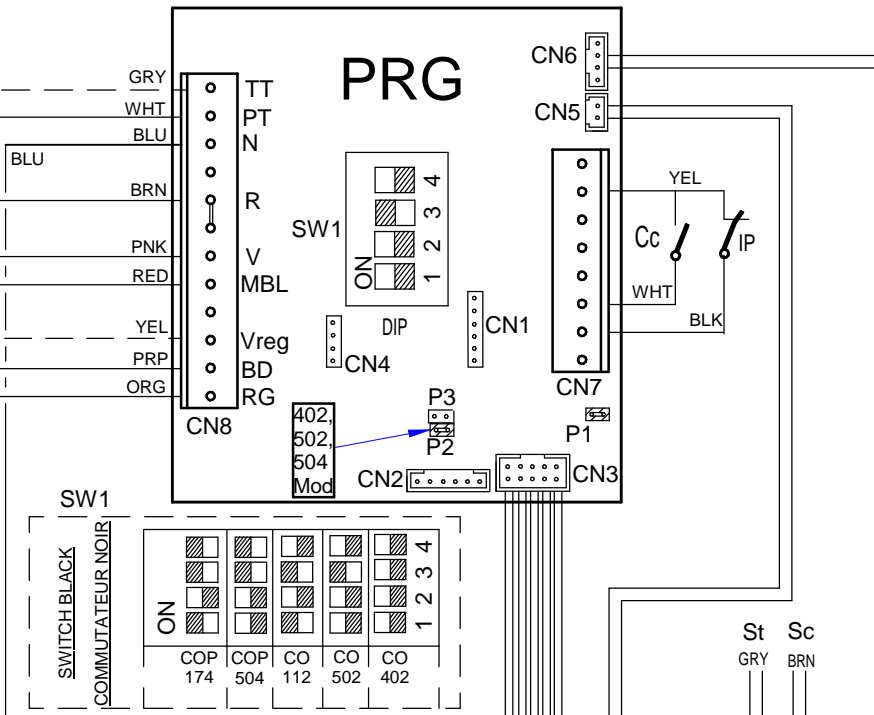 PRG
CN6
CN5
GRY
TT
WHT
PT
BLU
N
BLU
BRN
R
PNK
V
RED
MBL
YEL
Vreg
PRP
BD
ORG
RG
CN8
SW1
ON
4
3
2
1
DIP
CN4
CN1
YEL
Cc
IP
WHT
BLK
CN7
P3
P2
P1
402,
502,
504
Mod
CN2
CN3
SW1
SWITCH BLACK
COMMUTATEUR NOIR
ON
4
3
2
1
COP
174
COP
504
CO
112
CO
502
CO
402
St
GRY
Sc
BRN